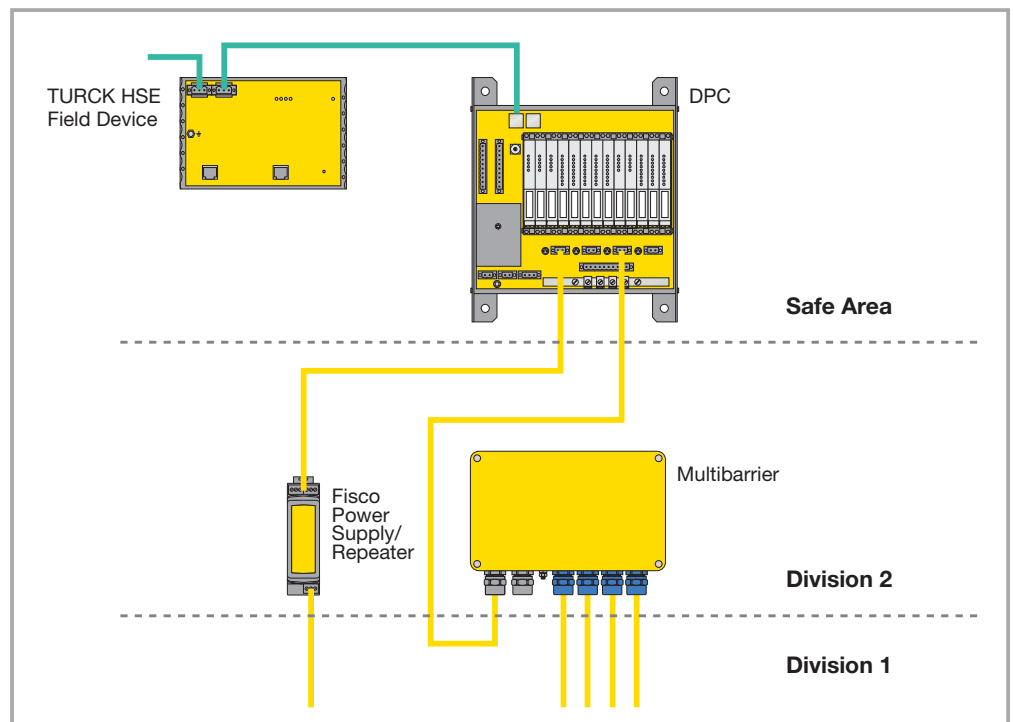 TURCK HSE
Field Device
DPC
Safe Area
Fisco
Power
Supply/
Repeater
Multibarrier
Division 2
Division 1